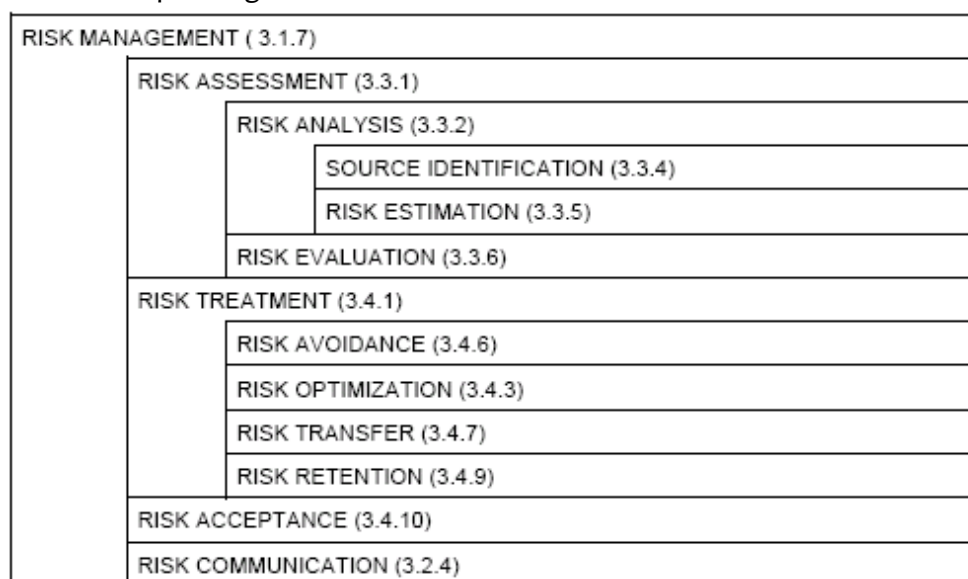 RISK MANAGEMENT ( 3.1.7)
RISK ASSESSMENT (3.3.1)
RISK ANALYSIS (3.3.2)
SOURCE IDENTIFICATION (3.3.4)
RISK ESTIMATION (3.3.5)
RISK EVALUATION (3.3.6)
RISK TREATMENT (3.4.1)
RISK AVOIDANCE (3.4.6)
RISK OPTIMIZATION (3.4.3)
RISK TRANSFER (3.4.7)
RISK RETENTION (3.4.9)
RISK ACCEPTANCE (3.4.10)
RISK COMMUNICATION (3.2.4)